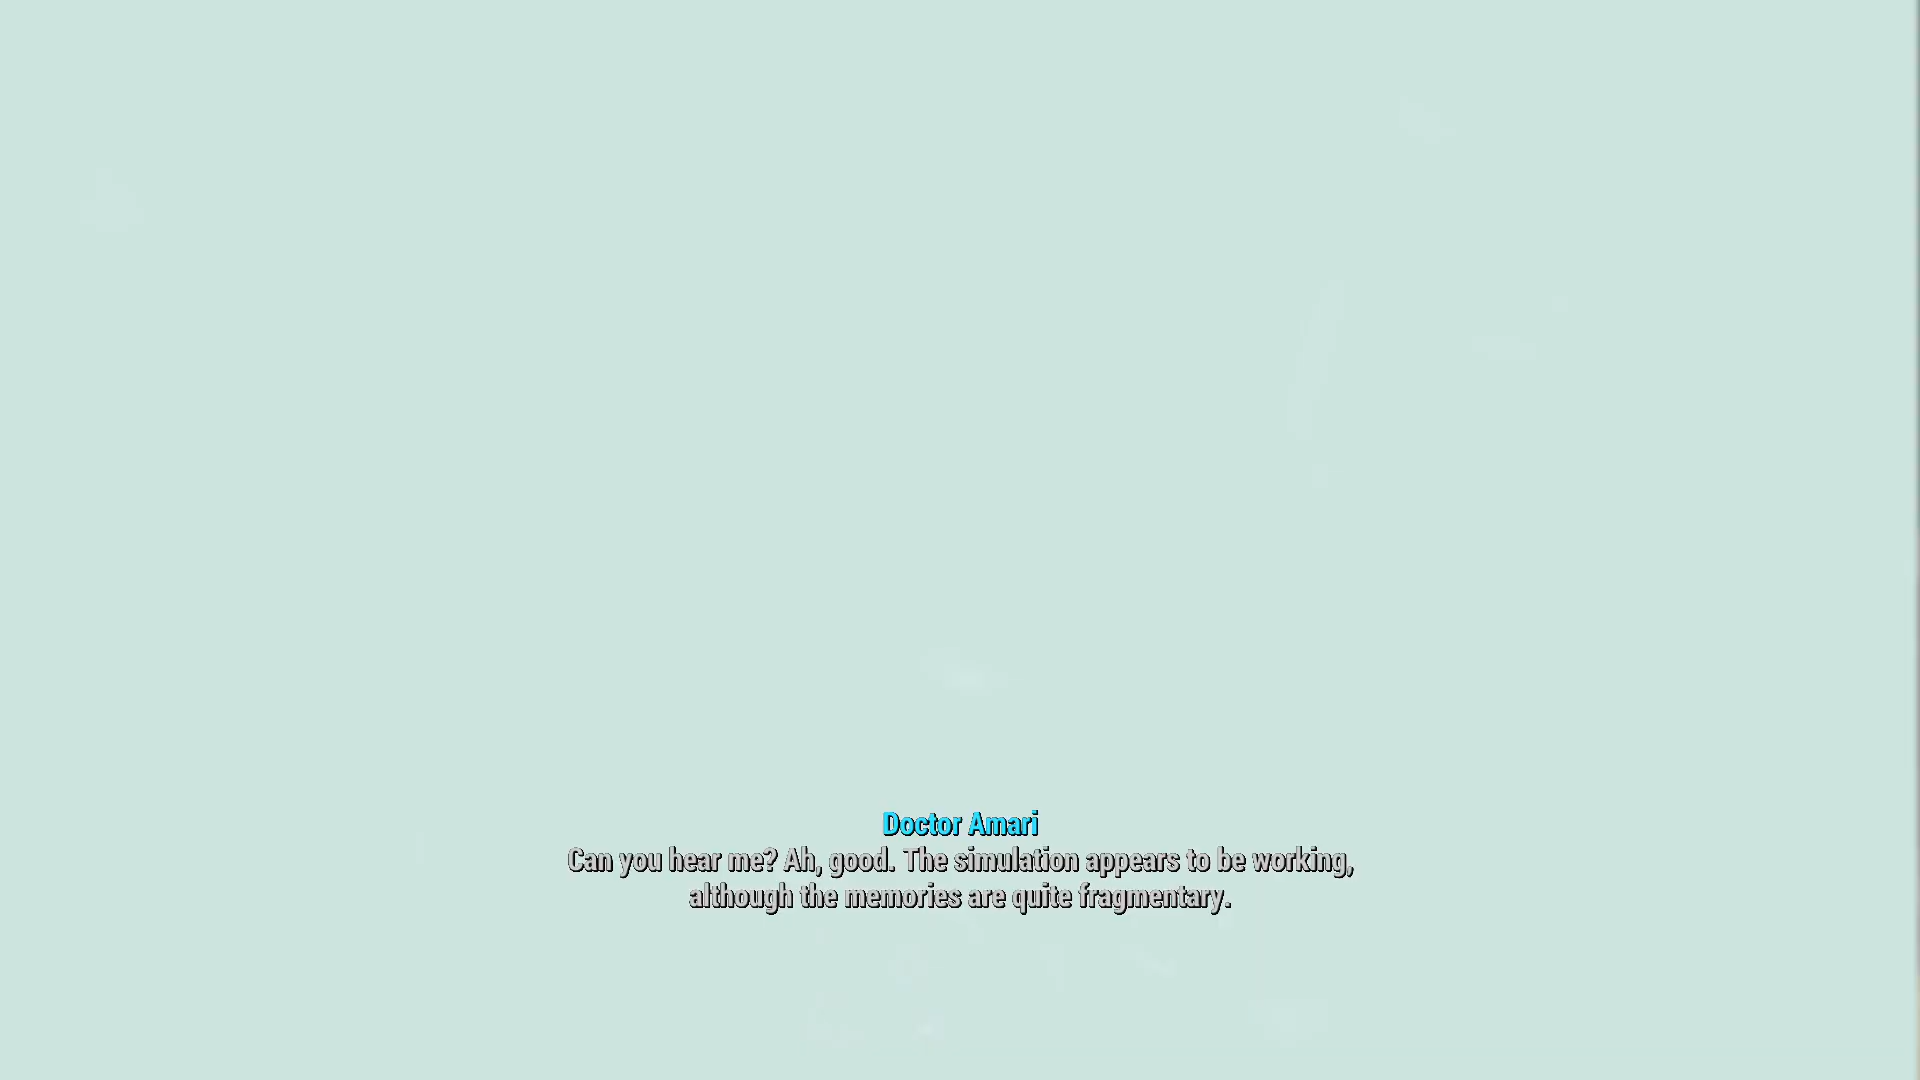 Doctor Amari
Can you hear me? Ah, good. The simulation appears to be working,
although the memories are quite fragmentary.